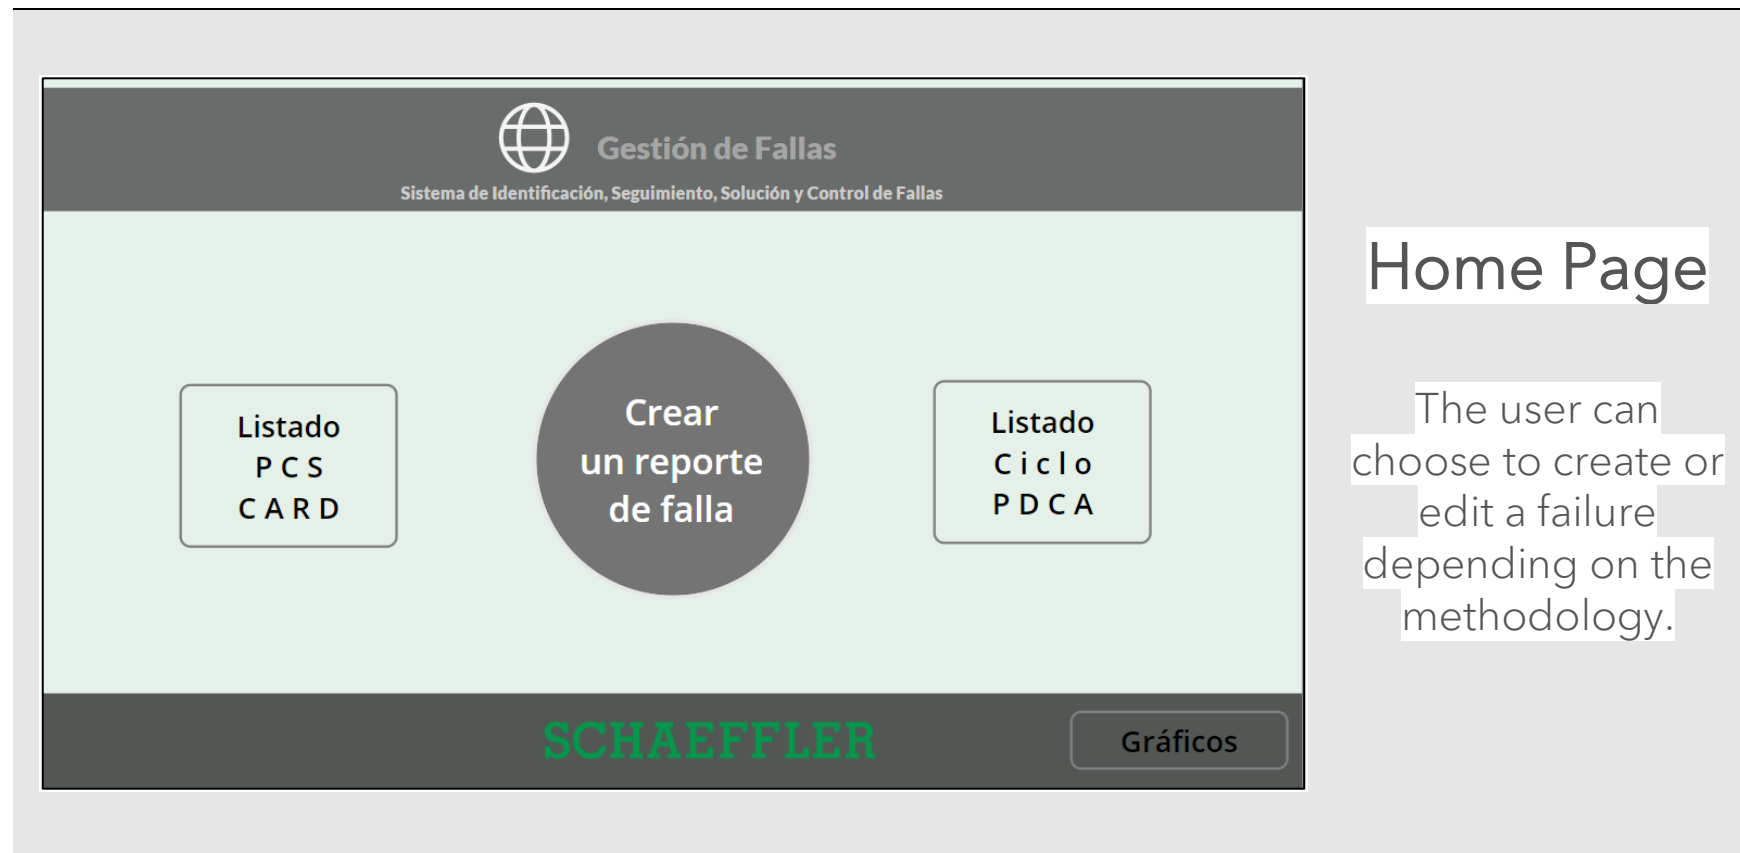 Gestión de Fallas
Sistema de Identificación, Seguimiento, Solución y Control de Fallas
Listado
P C S
C A R D
Crear
un reporte
de falla
Listado
C i c l o
P D C A
SCHAEFFLER
Gráficos
Home Page
The user can
choose to create or
edit a failure
depending on the
methodology.